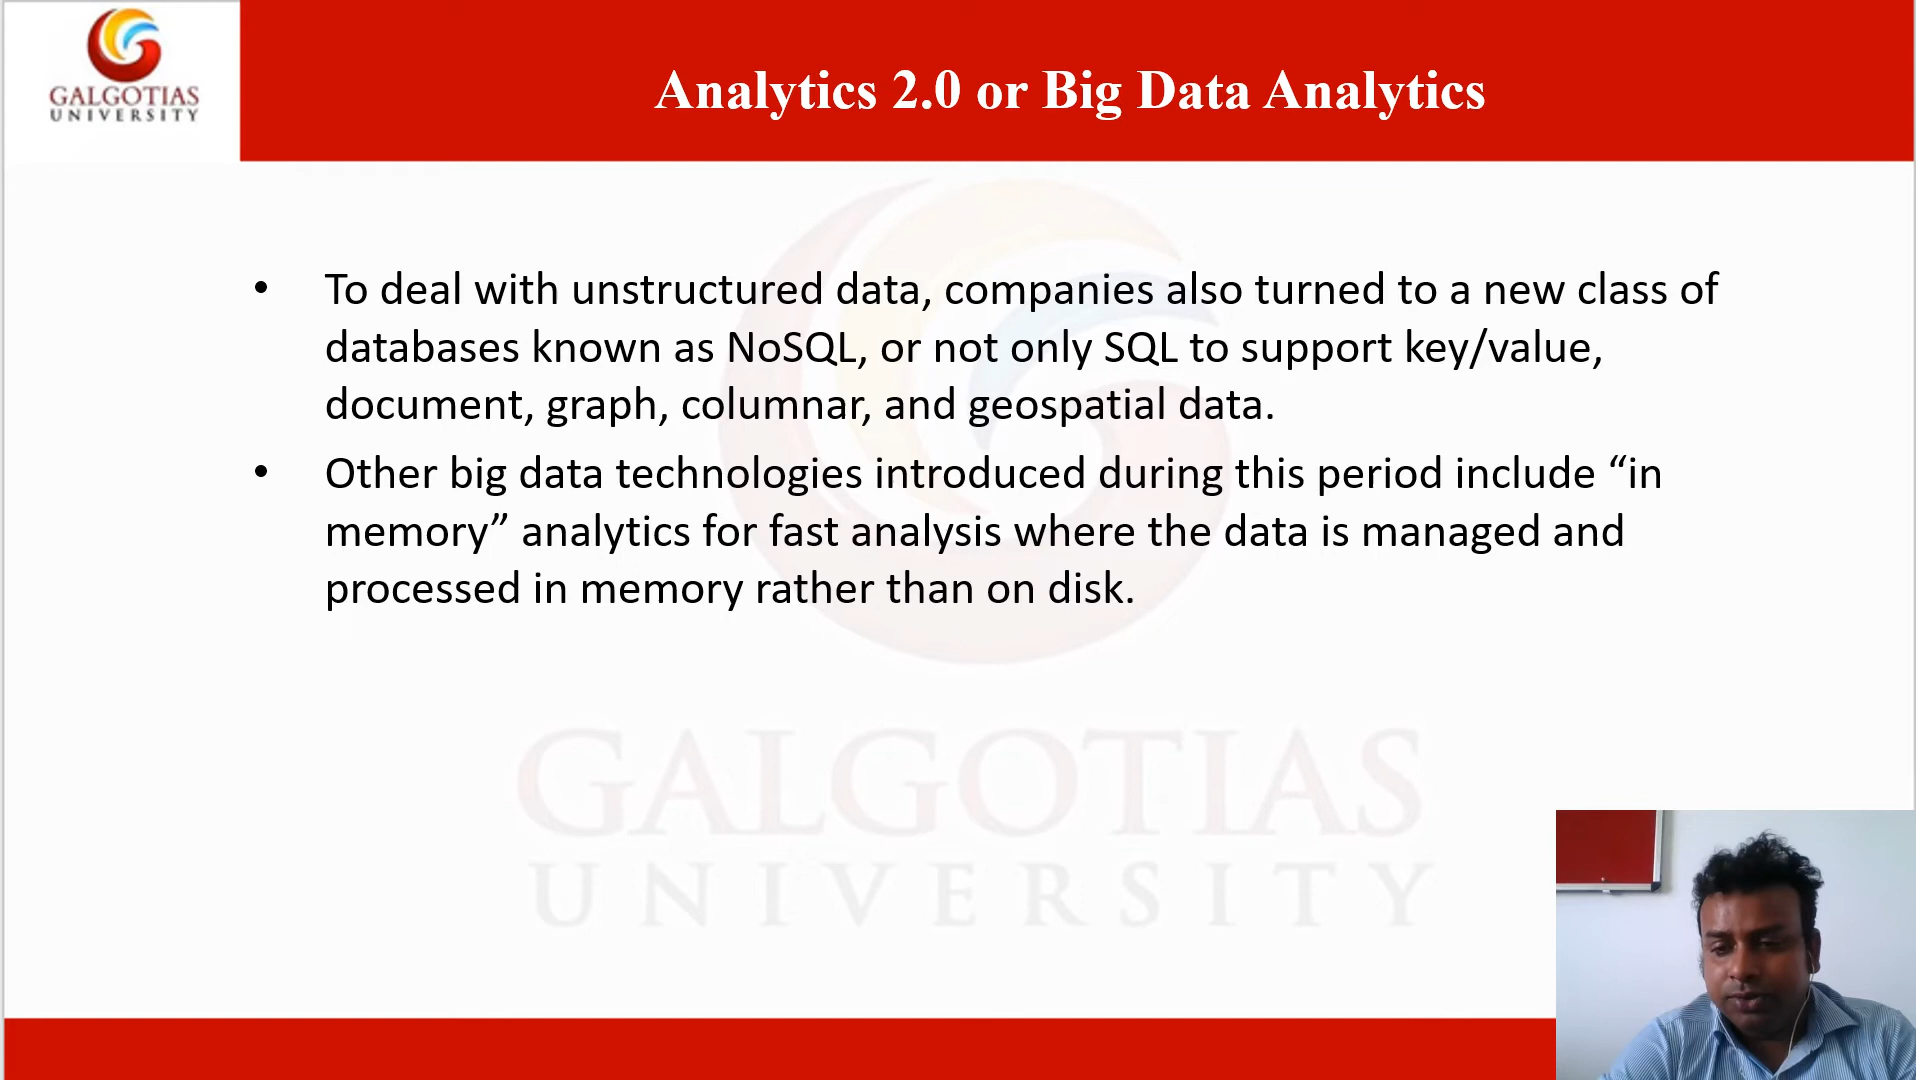 GALGOTIAS
UNIVERSITY
Analytics 2.0 or Big Data Analytics
• To deal with unstructured data, companies also turned to a new class of
databases known as NoSQL, or not only SQL to support key/value,
document, graph, columnar, and geospatial data.
• Other big data technologies introduced during this period include “in
memory” analytics for fast analysis where the data is managed and
processed in memory rather than on disk.
GALGOTIAS
UNIVERSITY